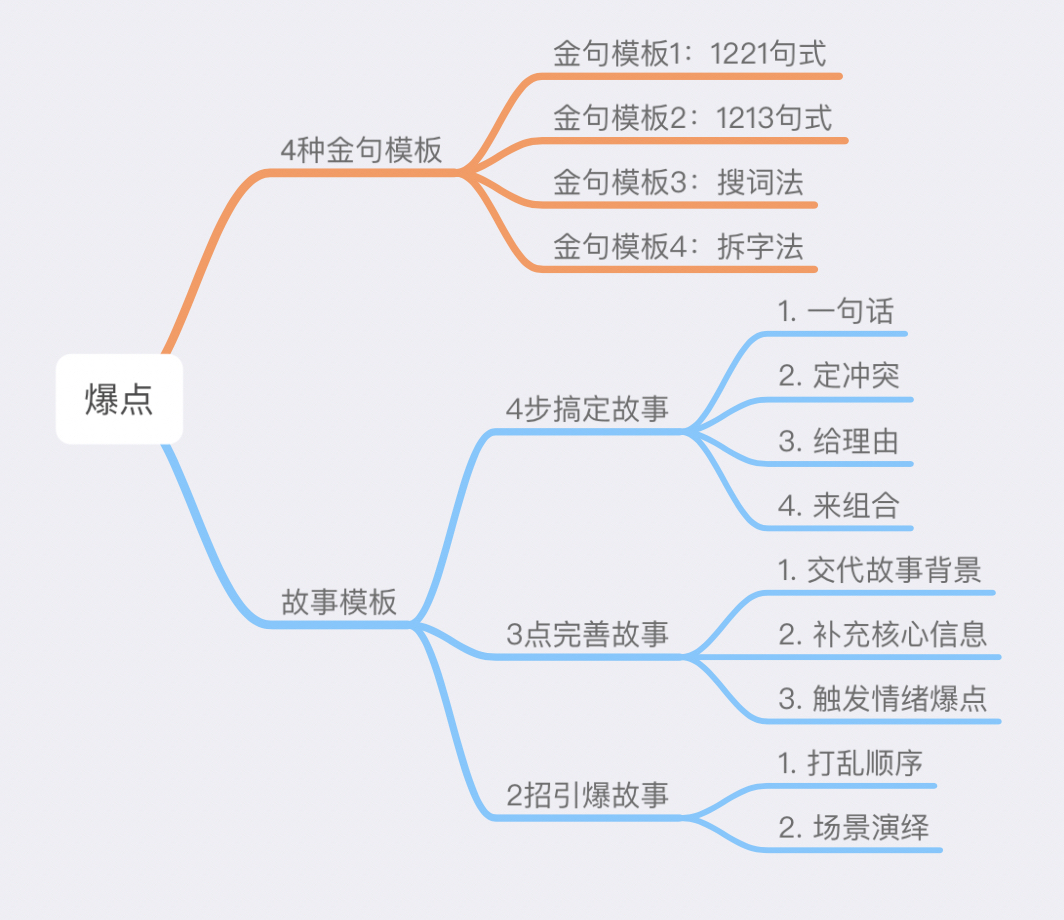 爆点
4种金句模板
金句模板1：1221句式
金句模板2：1213句式
金句模板3：搜词法
金句模板4：拆字法
故事模板
4步搞定故事
1. 一句话
2. 定冲突
3. 给理由
4. 来组合
3点完善故事
1. 交代故事背景
2. 补充核心信息
3. 触发情绪爆点
2招引爆故事
1. 打乱顺序
2. 场景演绎